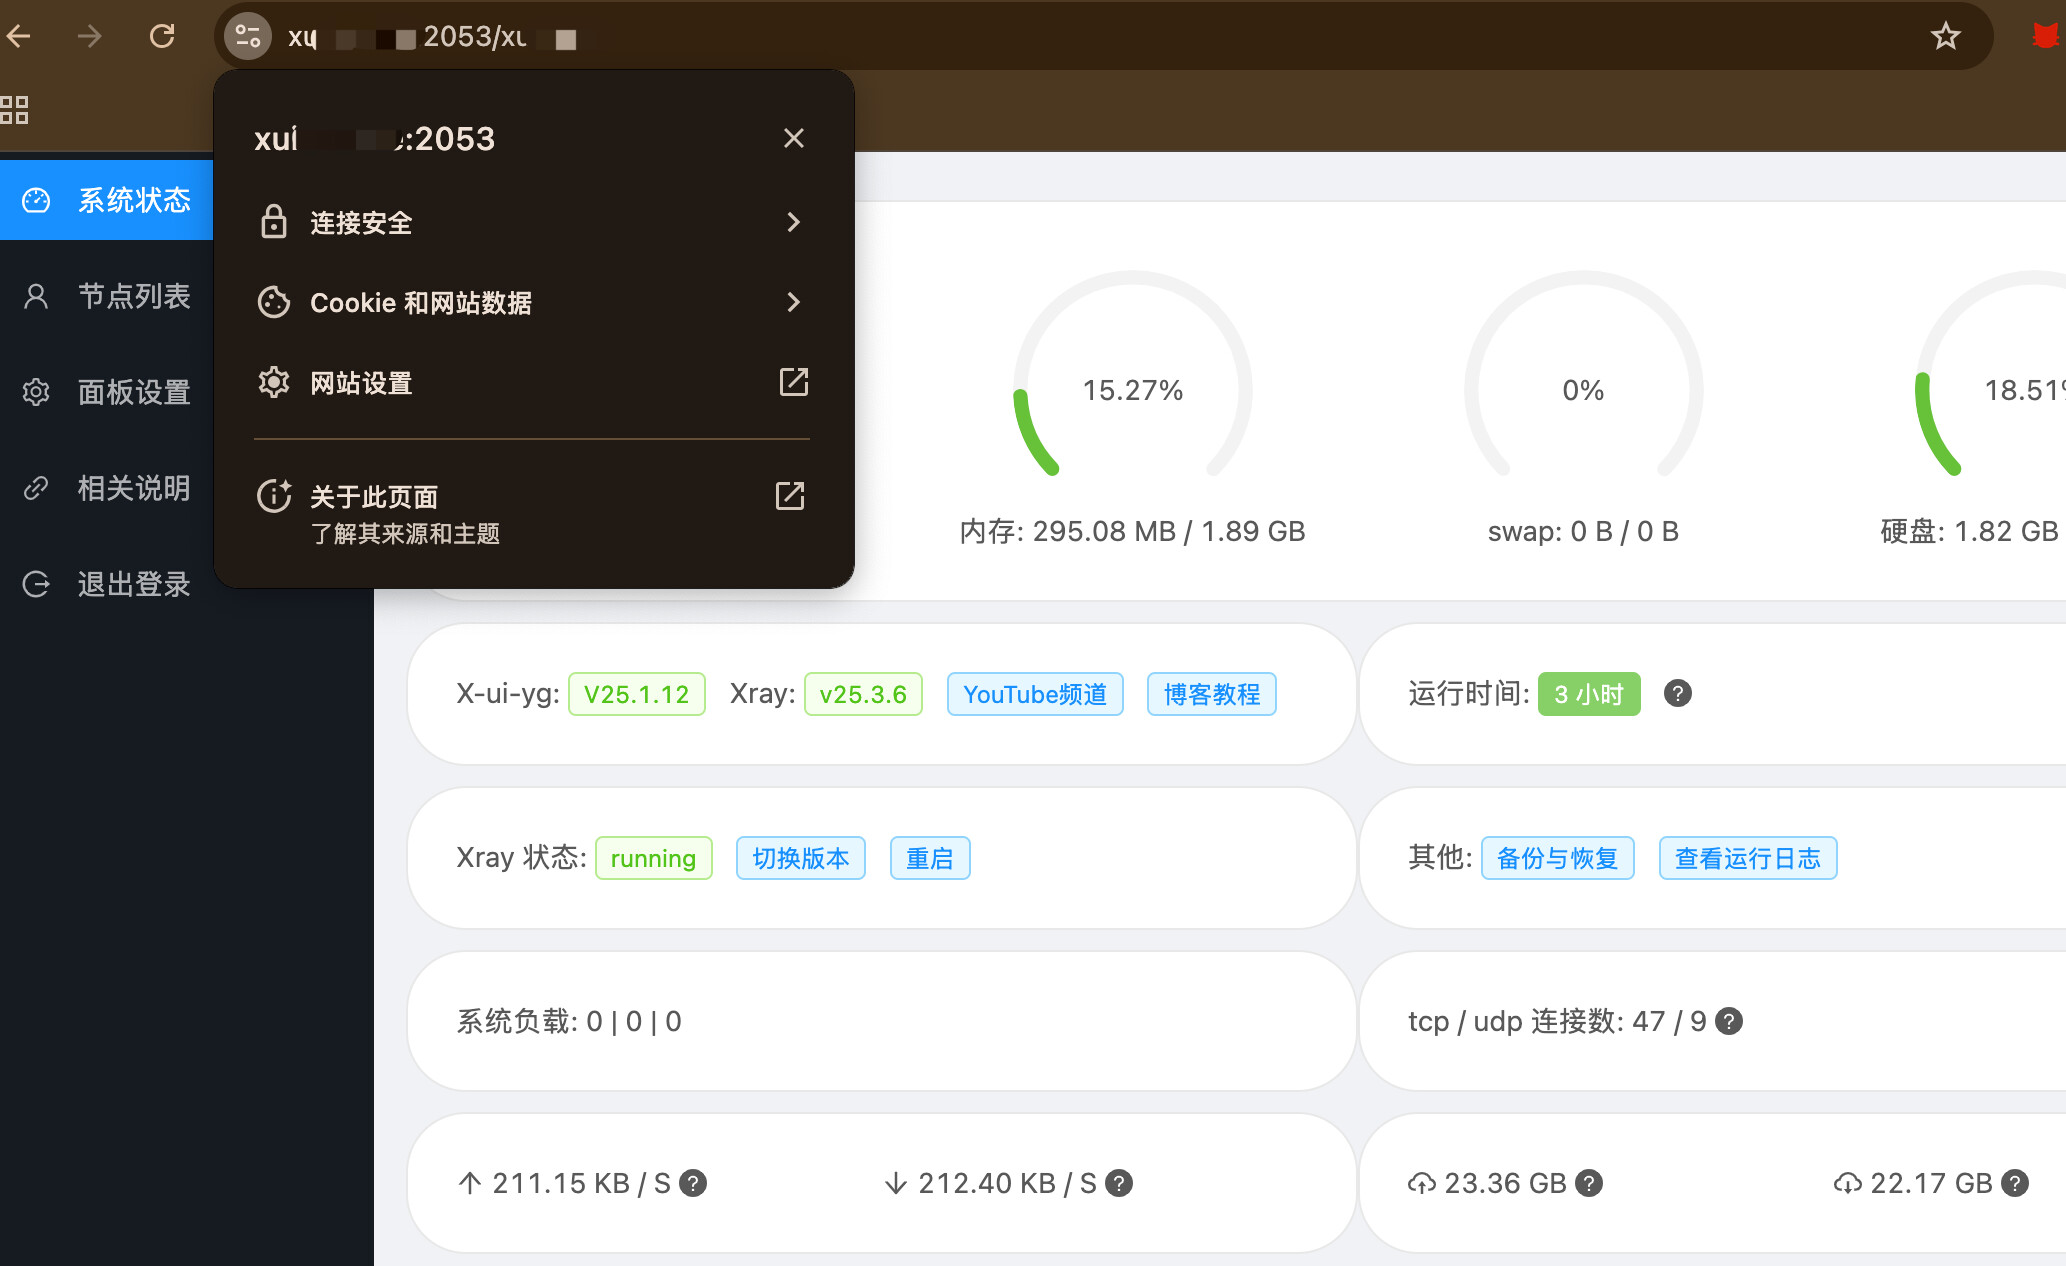 2053/xu
:2053
连接安全
Cookie 和网站数据
网站设置
关于此页面
了解其来源和主题
系统状态
节点列表
面板设置
相关说明
退出登录
15.27%
0%
18.51%
内存: 295.08 MB / 1.89 GB
swap: 0 B / 0 B
硬盘: 1.82 GB
X-ui-yg: V25.1.12 Xray: v25.3.6 YouTube频道 博客教程
运行时间: 3 小时
Xray 状态: running 切换版本 重启
其他: 备份与恢复 查看运行日志
系统负载: 0 | 0 | 0
tcp / udp 连接数: 47 / 9
211.15 KB / S
212.40 KB / S
23.36 GB
22.17 GB